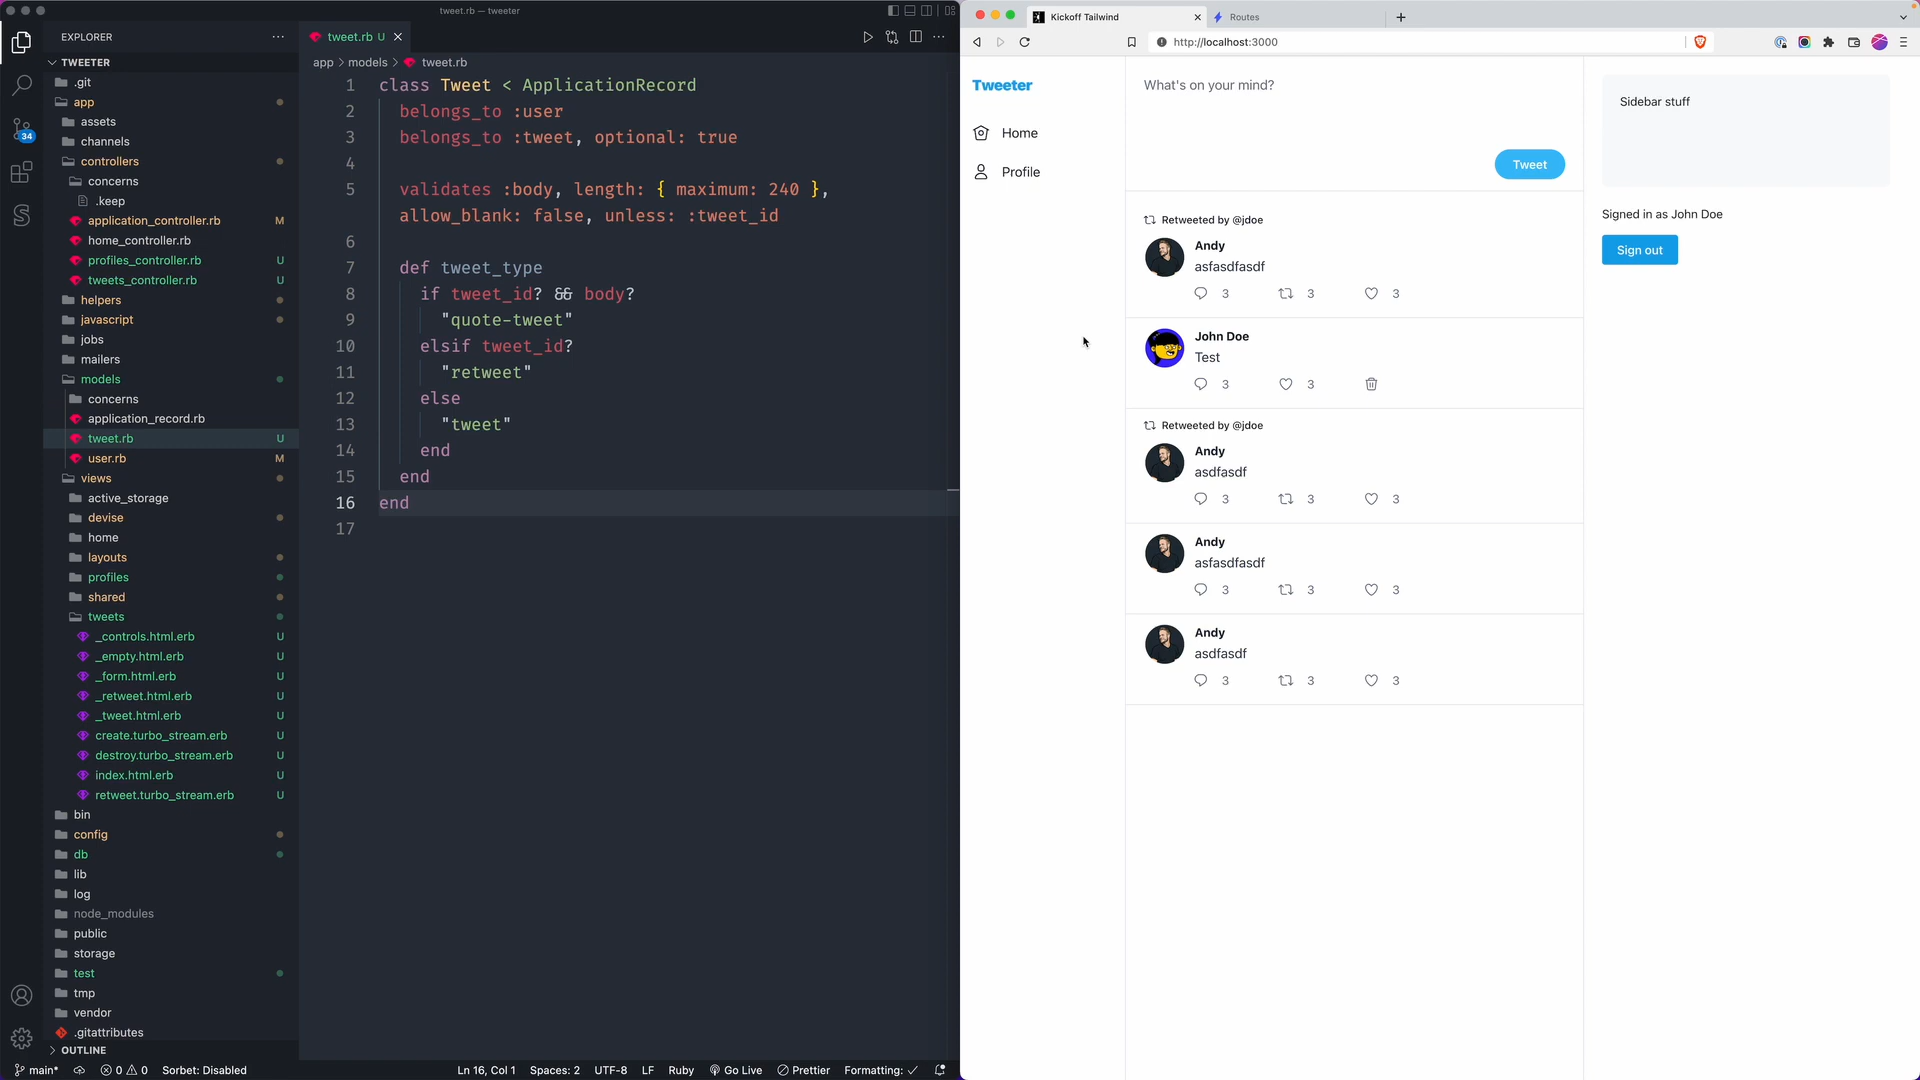 tweet.rb — tweeter
EXPLORER
TWEETER
.git
app
assets
channels
controllers
concerns
.keep
application_controller.rb M
home_controller.rb
profiles_controller.rb U
tweets_controller.rb U
helpers
javascript
jobs
mailers
models
concerns
application_record.rb
tweet.rb U
user.rb M
views
active_storage
devise
home
layouts
profiles
shared
tweets
_controls.html.erb U
_empty.html.erb U
_form.html.erb U
_retweet.html.erb U
_tweet.html.erb U
create.turbo_stream.erb U
destroy.turbo_stream.erb U
index.html.erb U
retweet.turbo_stream.erb U
bin
config
db
lib
log
node_modules
public
storage
test
tmp
vendor
.gitattributes
OUTLINE
34
tweet.rb U
app > models > tweet.rb
1 class Tweet < ApplicationRecord
2 belongs_to :user
3 belongs_to :tweet, optional: true
4
5 validates :body, length: { maximum: 240 },
allow_blank: false, unless: :tweet_id
6
7 def tweet_type
8 if tweet_id? && body?
9 "quote-tweet"
10 elsif tweet_id?
11 "retweet"
12 else
13 "tweet"
14 end
15 end
16 end
17
main* 0 0 Sorbet: Disabled Ln 16, Col 1 Spaces: 2 UTF-8 LF Ruby Go Live Prettier Formatting:
Kickoff Tailwind
Routes
http://localhost:3000
Tweeter
Home
Profile
What's on your mind?
Tweet
Retweeted by @jdoe
Andy
asfasdfasdf
3 3 3
John Doe
Test
3 3
Retweeted by @jdoe
Andy
asdfasdf
3 3 3
Andy
asfasdfasdf
3 3 3
Andy
asdfasdf
3 3 3
Sidebar stuff
Signed in as John Doe
Sign out